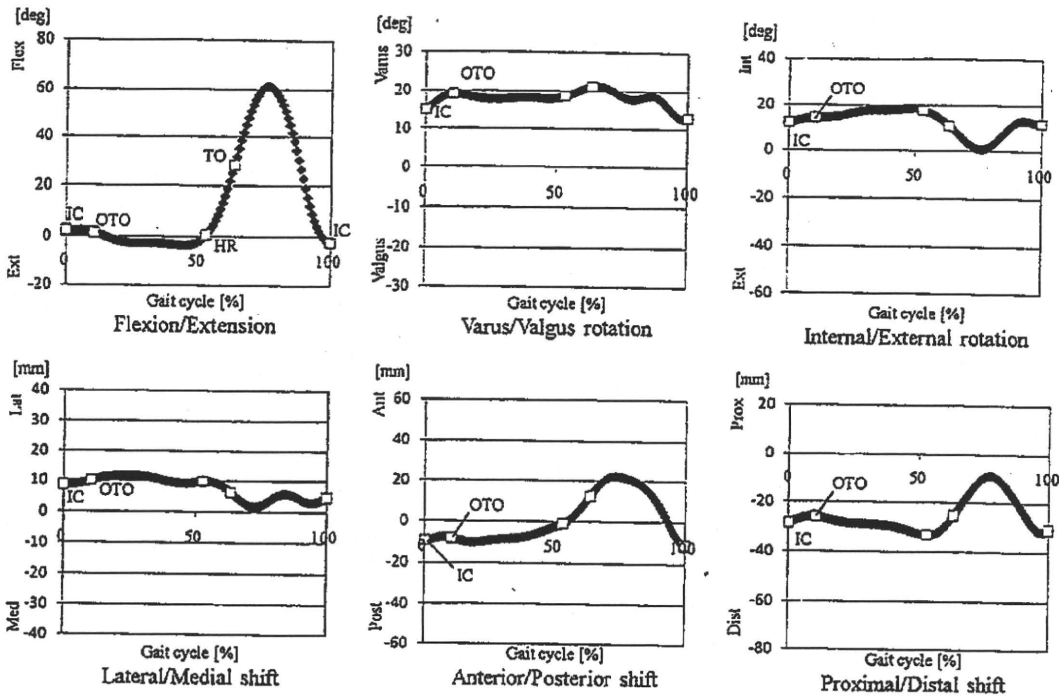 [deg]
Flex
80
60
40
20
0
-20
Ext
IC
OTO
TO
HR
IC
0
50
100
Gait cycle [%]
Flexion/Extension
[deg]
Varus
30
20
10
0
-10
-20
-30
Valgus
OTO
IC
0
50
100
Gait cycle [%]
Varus/Valgus rotation
[deg]
Int
40
20
0
-20
-40
-60
Ext
OTO
IC
0
50
100
Gait cycle [%]
Internal/External rotation
[mm]
Lat
40
30
20
10
0
-10
-20
-30
-40
Med
IC
OTO
0
50
100
Gait cycle [%]
Lateral/Medial shift
[mm]
Ant
60
40
20
0
-20
-40
-60
Post
OTO
IC
0
50
100
Gait cycle [%]
Anterior/Posterior shift
[mm]
Prox
20
0
-20
-40
-60
-80
Dist
OTO
IC
0
50
100
Gait cycle [%]
Proximal/Distal shift